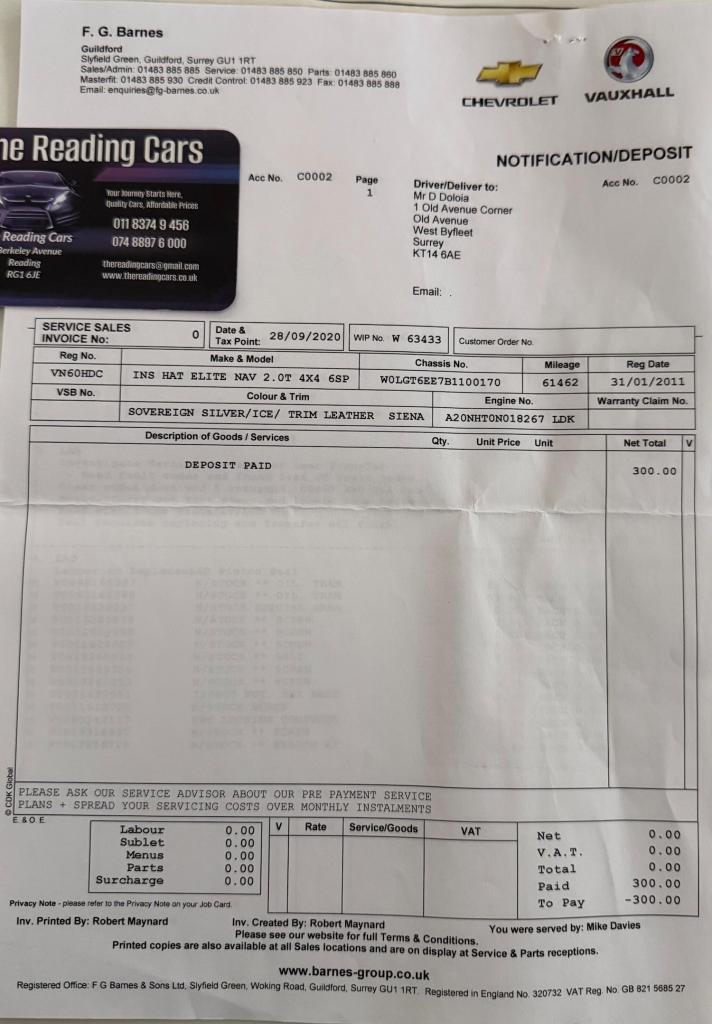 F. G. Barnes
Guildford
Slyfield Green, Guildford, Surrey GU1 1RT
Sales/Admin: 01483 885 885 Service: 01483 885 850 Parts: 01483 885 860
Masterfit: 01483 885 930 Credit Control: 01483 885 923 Fax: 01483 885 888
Email: enquiries@fg-barnes.co.uk
CHEVROLET
VAUXHALL
he Reading Cars
Your Journey Starts Here,
Quality Cars, Affordable Prices
011 8374 9 456
074 8897 6 000
thereadingcars@gmail.com
www.thereadingcars.co.uk
Reading Cars
Berkeley Avenue
Reading
RG1 6JE
NOTIFICATION/DEPOSIT
Acc No. C0002
Page
1
Driver/Deliver to:
Mr D Doloia
1 Old Avenue Corner
Old Avenue
West Byfleet
Surrey
KT14 6AE
Email: .
Acc No. C0002
SERVICE SALES
INVOICE No: 0
Date &
Tax Point: 28/09/2020
WIP No. W 63433
Customer Order No.
Reg No. Make & Model Chassis No. Mileage Reg Date
VN60HDC INS HAT ELITE NAV 2.0T 4X4 6SP W0LGT6EE7B1100170 61462 31/01/2011
VSB No. Colour & Trim Engine No. Warranty Claim No.
SOVEREIGN SILVER/ICE/ TRIM LEATHER SIENA A20NHT0N018267 LDK
Description of Goods / Services Qty. Unit Price Unit Net Total V
DEPOSIT PAID 300.00
© CDK Global
PLEASE ASK OUR SERVICE ADVISOR ABOUT OUR PRE PAYMENT SERVICE
PLANS + SPREAD YOUR SERVICING COSTS OVER MONTHLY INSTALMENTS
E. & O. E.
Labour 0.00
Sublet 0.00
Menus 0.00
Parts 0.00
Surcharge 0.00
V Rate Service/Goods VAT
Net 0.00
V.A.T. 0.00
Total 0.00
Paid 300.00
To Pay -300.00
Privacy Note - please refer to the Privacy Note on your Job Card.
Inv. Printed By: Robert Maynard
Inv. Created By: Robert Maynard
You were served by: Mike Davies
Please see our website for full Terms & Conditions.
Printed copies are also available at all Sales locations and are on display at Service & Parts receptions.
www.barnes-group.co.uk
Registered Office: F G Barnes & Sons Ltd, Slyfield Green, Woking Road, Guildford, Surrey GU1 1RT. Registered in England No. 320732 VAT Reg. No. GB 821 5685 27